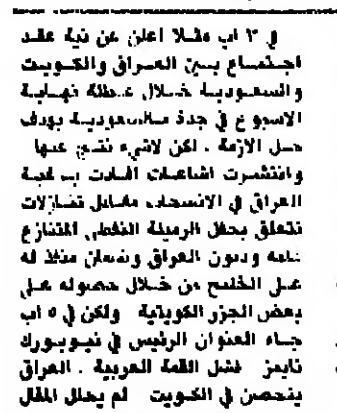 في ٣ اب مثلا اعلن عن نية عقد
اجتماع بين العراق والكويت
والسعودية خلال عطلة نهاية
الاسبوع في جدة بالسعودية بهدف
حل الازمة . لكن لاشيء نتج عنها
وانتشرت اشاعات افادت برغبة
العراق في الانسحاب مقابل تنازلات
تتعلق بحقل الرميلة النفطي المتنازع
عليه وديون العراق وضمان منفذ له
على الخليج من خلال حصوله على
بعض الجزر الكويتية ولكن في ٥ اب
جاء العنوان الرئيس في نيويورك
تايمز فشل القمة العربية . العراق
يتحصن في الكويت لم يحلل المقال